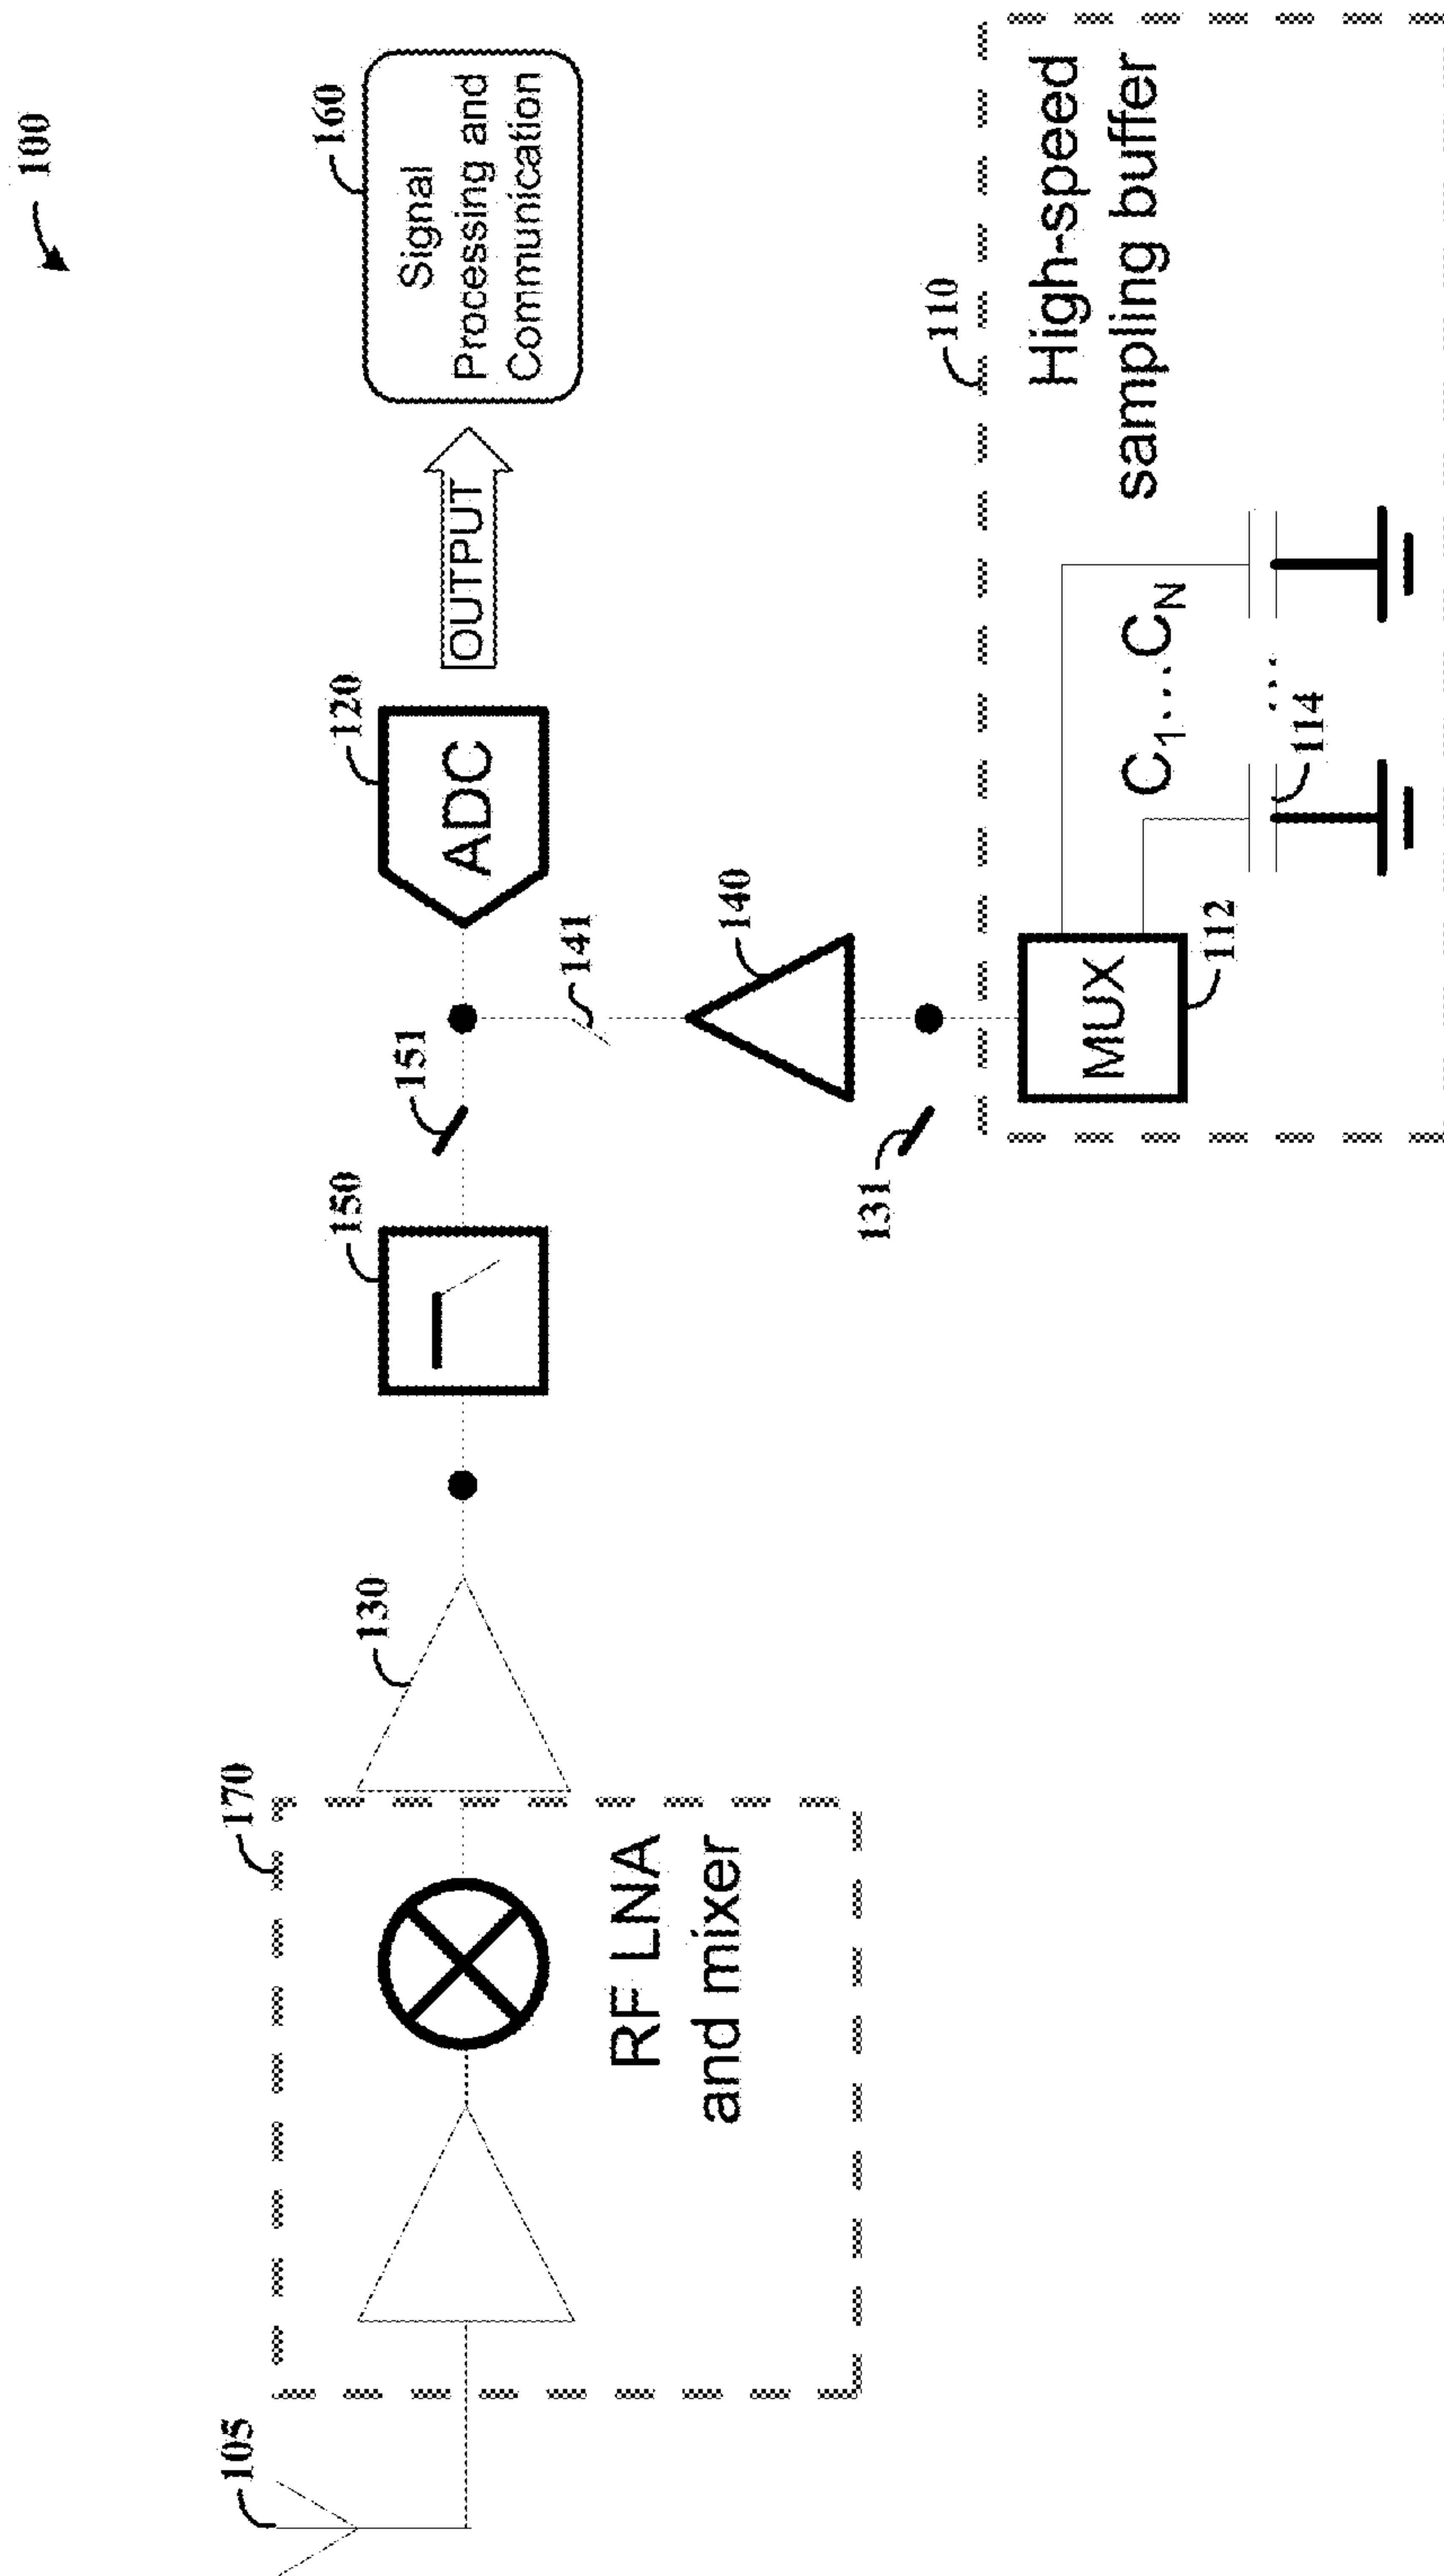 100
160
Signal
Processing and
Communication
OUTPUT
120
ADC
151
141
150
130
170
RF LNA
and mixer
105
140
131
110
High-speed
sampling buffer
MUX
112
C₁...C_N
114